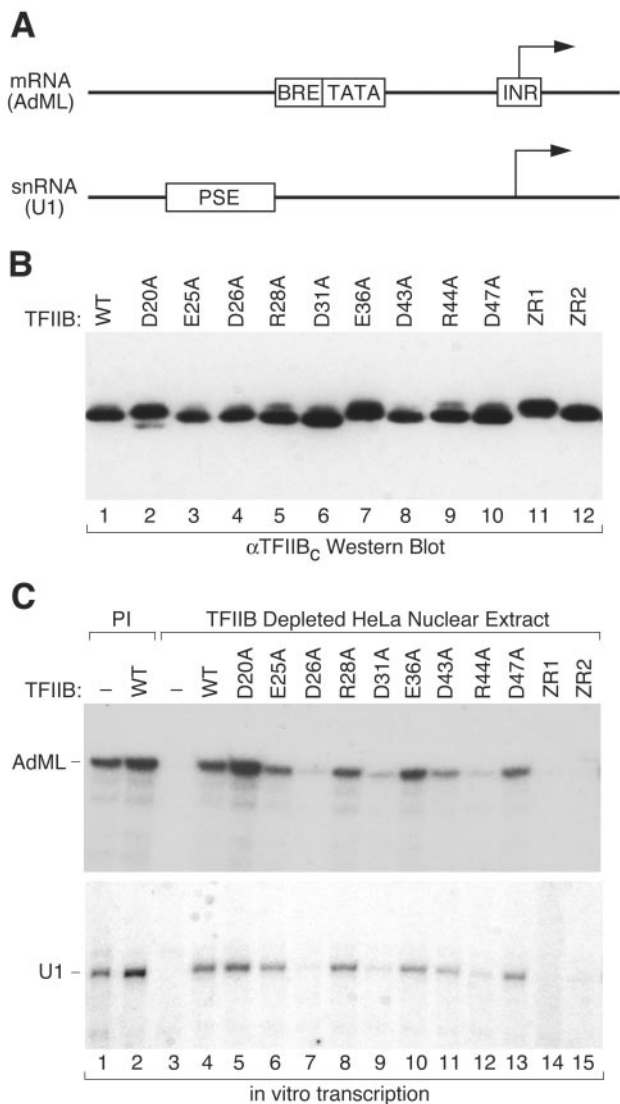 A
mRNA
(AdML)
BRE TATA
INR
snRNA
(U1)
PSE
B
TFIIB: WT D20A E25A D26A R28A D31A E36A D43A R44A D47A ZR1 ZR2
1 2 3 4 5 6 7 8 9 10 11 12
αTFIIBC Western Blot
C
PI TFIIB Depleted HeLa Nuclear Extract
TFIIB: – WT – WT D20A E25A D26A R28A D31A E36A D43A R44A D47A ZR1 ZR2
AdML –
U1 –
1 2 3 4 5 6 7 8 9 10 11 12 13 14 15
in vitro transcription